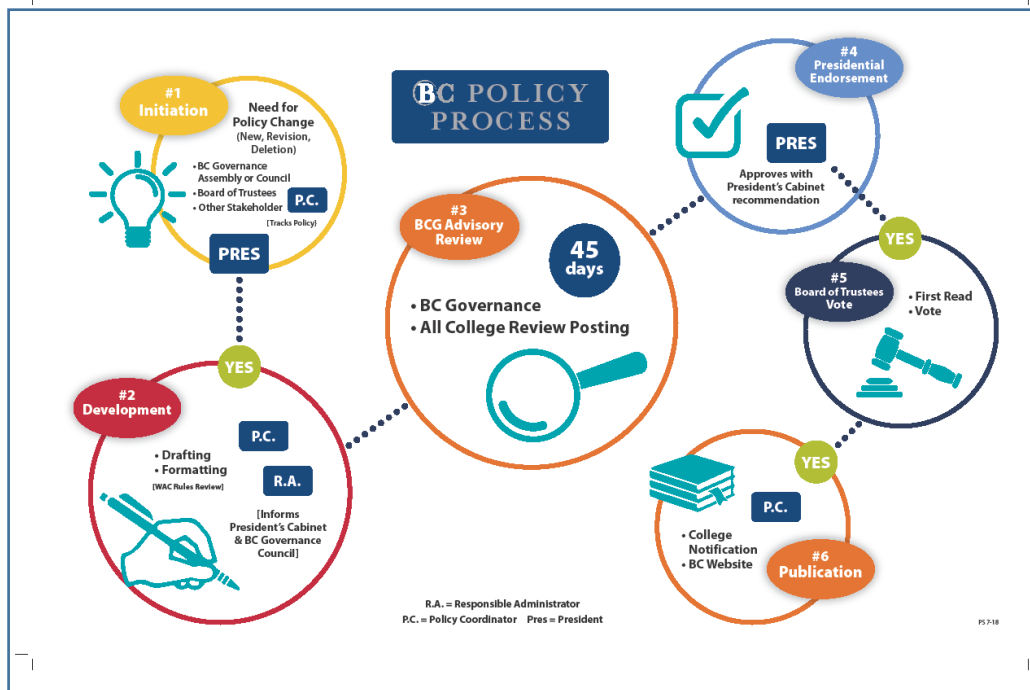 BC POLICY
PROCESS
#1
Initiation
Need for
Policy Change
(New, Revision,
Deletion)
• BC Governance
Assembly or Council
• Board of Trustees
• Other Stakeholder
P.C.
[Tracks Policy}
PRES
YES
#2
Development
P.C.
• Drafting
• Formatting
[WAC Rules Review]
R.A.
[Informs
President's Cabinet
& BC Governance
Council]
#3
BCG Advisory
Review
45
days
• BC Governance
• All College Review Posting
#4
Presidential
Endorsement
PRES
Approves with
President's Cabinet
recommendation
YES
#5
Board of Trustees
Vote
• First Read
• Vote
YES
P.C.
• College
Notification
• BC Website
#6
Publication
R.A. = Responsible Administrator
P.C. = Policy Coordinator Pres = President
PS 7-18